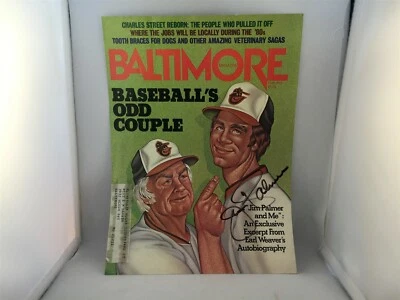 CHARLES STREET REBORN: THE PEOPLE WHO PULLED IT OFF
WHERE THE JOBS WILL BE LOCALLY DURING THE '80s
TOOTH BRACES FOR DOGS AND OTHER AMAZING VETERINARY SAGAS
BALTIMORE
BASEBALL'S
ODD
COUPLE
"Jim Palmer
and Me":
An Exclusive
Excerpt From
Earl Weaver's
Autobiography